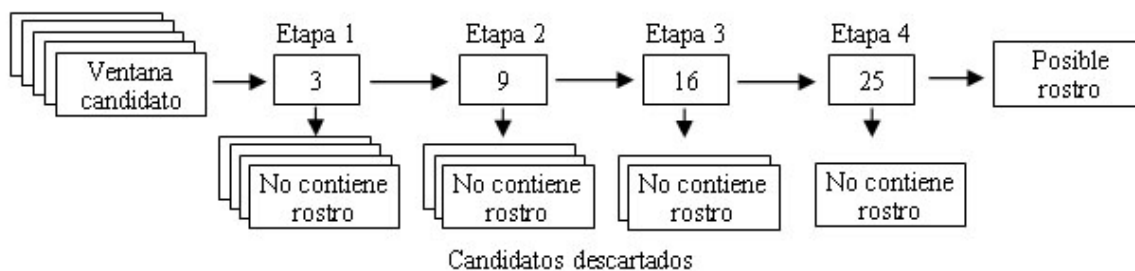 Etapa 1
Etapa 2
Etapa 3
Etapa 4
Ventana
candidato
3
9
16
25
Posible
rostro
No contiene
rostro
No contiene
rostro
No contiene
rostro
No contiene
rostro
Candidatos descartados